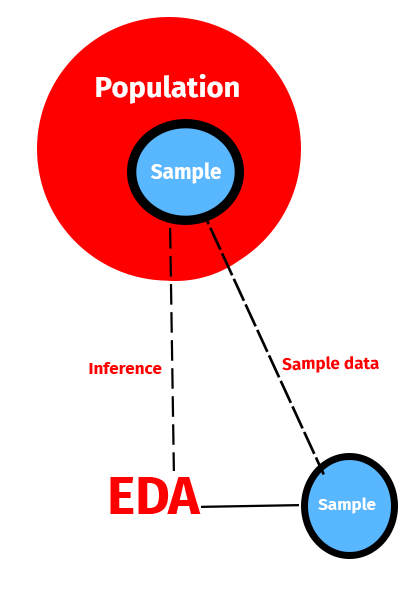 Population
Sample
Inference
Sample data
EDA
Sample